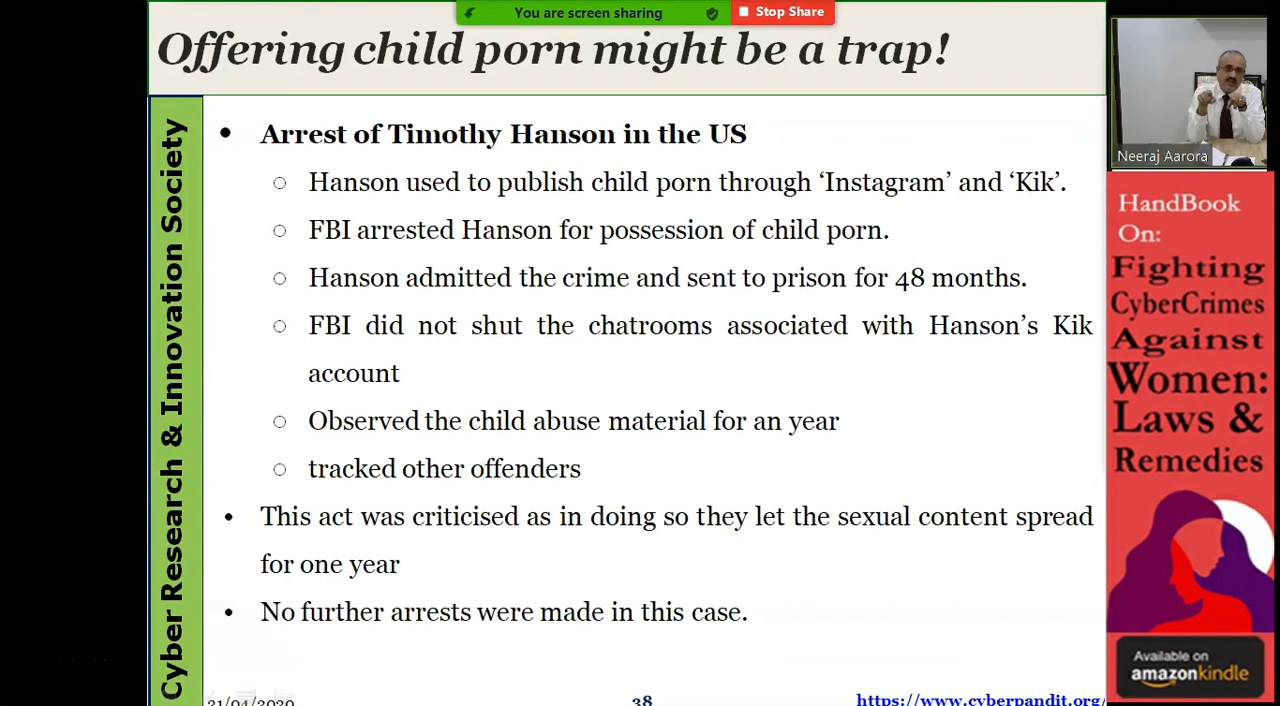 You are screen sharing
Stop Share
Offering child porn might be a trap!
Cyber Research & Innovation Society
• Arrest of Timothy Hanson in the US
○ Hanson used to publish child porn through ‘Instagram’ and ‘Kik’.
○ FBI arrested Hanson for possession of child porn.
○ Hanson admitted the crime and sent to prison for 48 months.
○ FBI did not shut the chatrooms associated with Hanson’s Kik
account
○ Observed the child abuse material for an year
○ tracked other offenders
• This act was criticised as in doing so they let the sexual content spread
for one year
• No further arrests were made in this case.
21/04/2020
38
https://www.cyberpandit.org/
Neeraj Aarora
HandBook
On:
Fighting
CyberCrimes
Against
Women:
Laws &
Remedies
Available on
amazonkindle